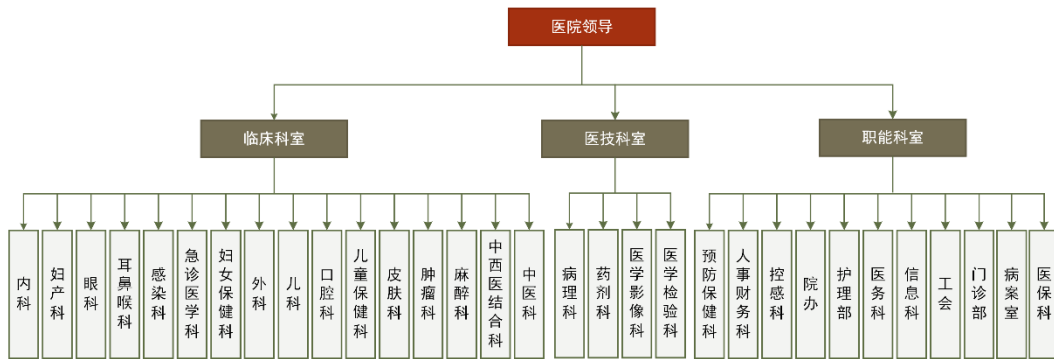 医院领导
临床科室
医技科室
职能科室
内科
妇产科
眼科
耳鼻喉科
感染科
急诊医学科
妇女保健科
外科
儿科
口腔科
儿童保健科
皮肤科
肿瘤科
麻醉科
中西医结合科
中医科
病理科
药剂科
医学影像科
医学检验科
预防保健科
人事财务科
控感科
院办
护理部
医务科
信息科
工会
门诊部
病案室
医保科